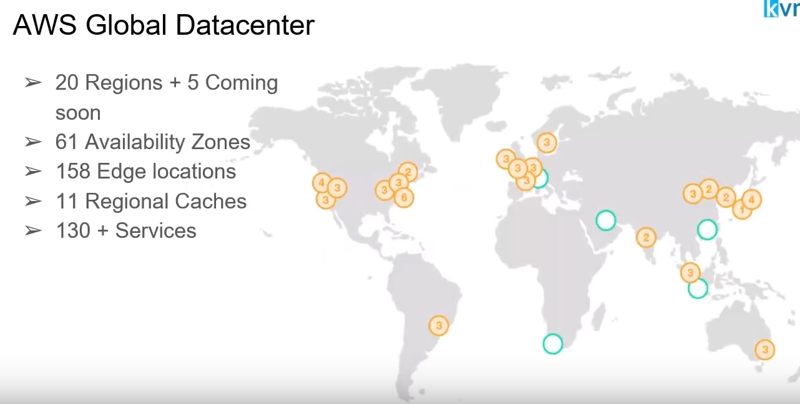 AWS Global Datacenter
kvr
➢ 20 Regions + 5 Coming
soon
➢ 61 Availability Zones
➢ 158 Edge locations
➢ 11 Regional Caches
➢ 130 + Services
3
3
3
3
3
2
4
3
3
3
3
6
3
2
2
4
1
2
3
3
3